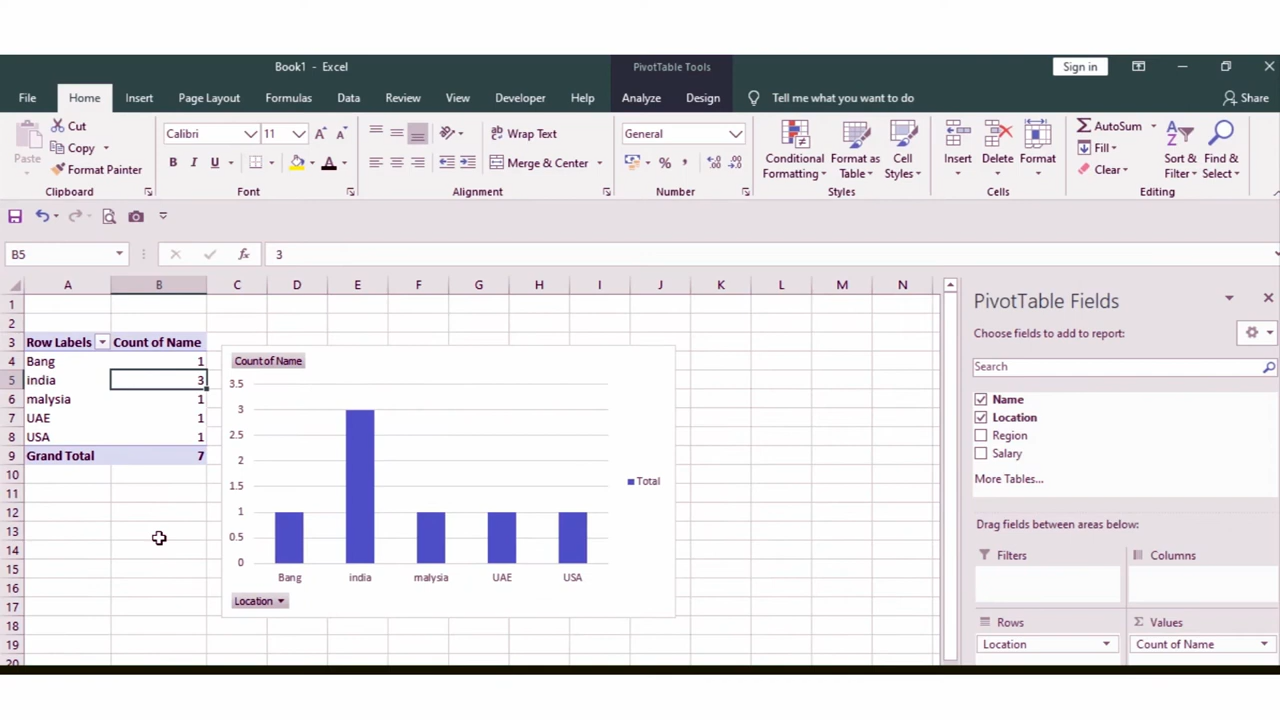 Book1 - Excel
PivotTable Tools
Sign in
File Home Insert Page Layout Formulas Data Review View Developer Help Analyze Design Tell me what you want to do Share
Paste
Cut
Copy
Format Painter
Clipboard
Calibri 11
B I U A
Font
ab Wrap Text
Merge & Center
Alignment
General
% ,
Number
Conditional Formatting
Format as Table
Cell Styles
Styles
Insert Delete Format
Cells
AutoSum
Fill
Clear
Sort & Filter
Find & Select
Editing
B5 fx 3
A B C D E F G H I J K L M N
1
2
3 Row Labels Count of Name
4 Bang 1
5 india 3
6 malysia 1
7 UAE 1
8 USA 1
9 Grand Total 7
10
11
12
13
14
15
16
17
18
19
20
Count of Name
3.5
3
2.5
2
1.5
1
0.5
0
Bang india malysia UAE USA
Total
Location
PivotTable Fields
Choose fields to add to report:
Search
Name
Location
Region
Salary
More Tables...
Drag fields between areas below:
Filters Columns
Rows Σ Values
Location Count of Name